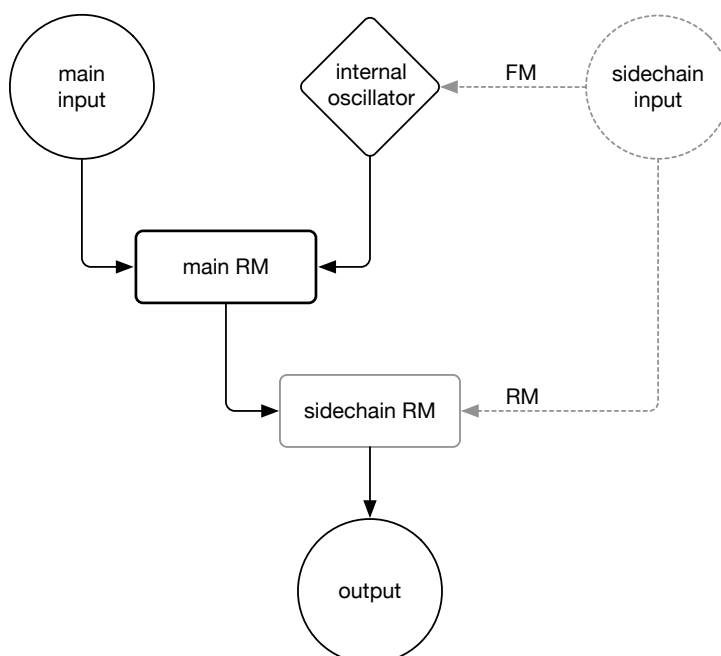 main
input
internal
oscillator
FM
sidechain
input
main RM
sidechain RM
RM
output